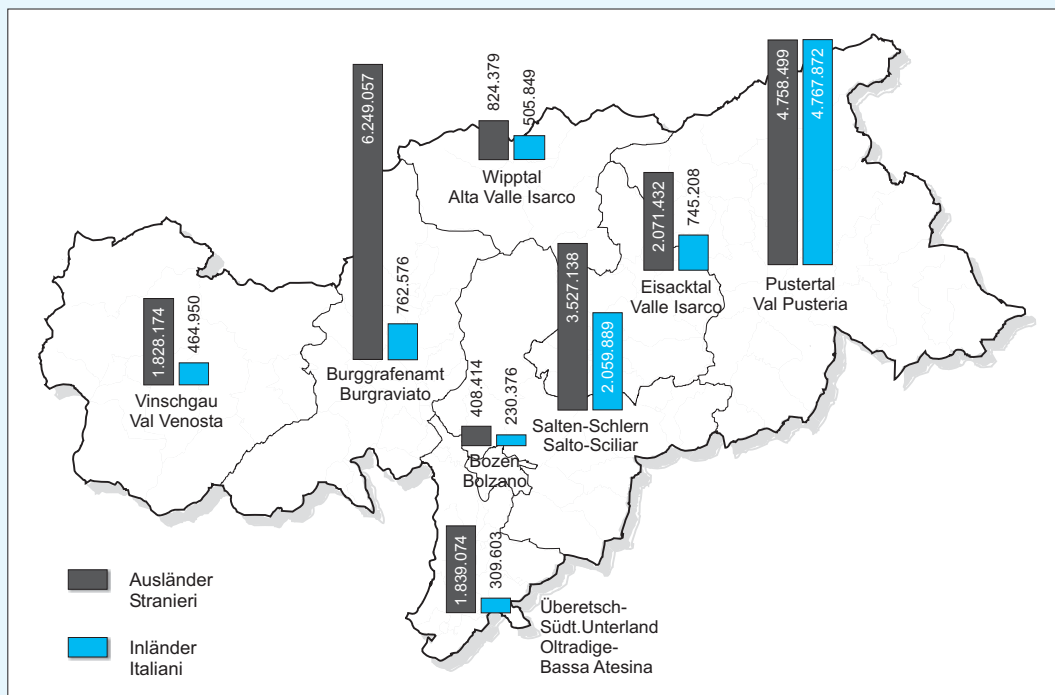 4.758.499
4.767.872
6.249.057
762.576
Burggrafenamt
Burgraviato
824.379
505.849
Wipptal
Alta Valle Isarco
2.071.432
745.208
Eisacktal
Valle Isarco
Pustertal
Val Pusteria
1.828.174
464.950
Vinschgau
Val Venosta
3.527.138
2.059.889
Salten-Schlern
Salto-Sciliar
408.414
230.376
Bozen
Bolzano
1.839.074
309.603
Überetsch-
Südt.Unterland
Oltradige-
Bassa Atesina
Ausländer
Stranieri
Inländer
Italiani